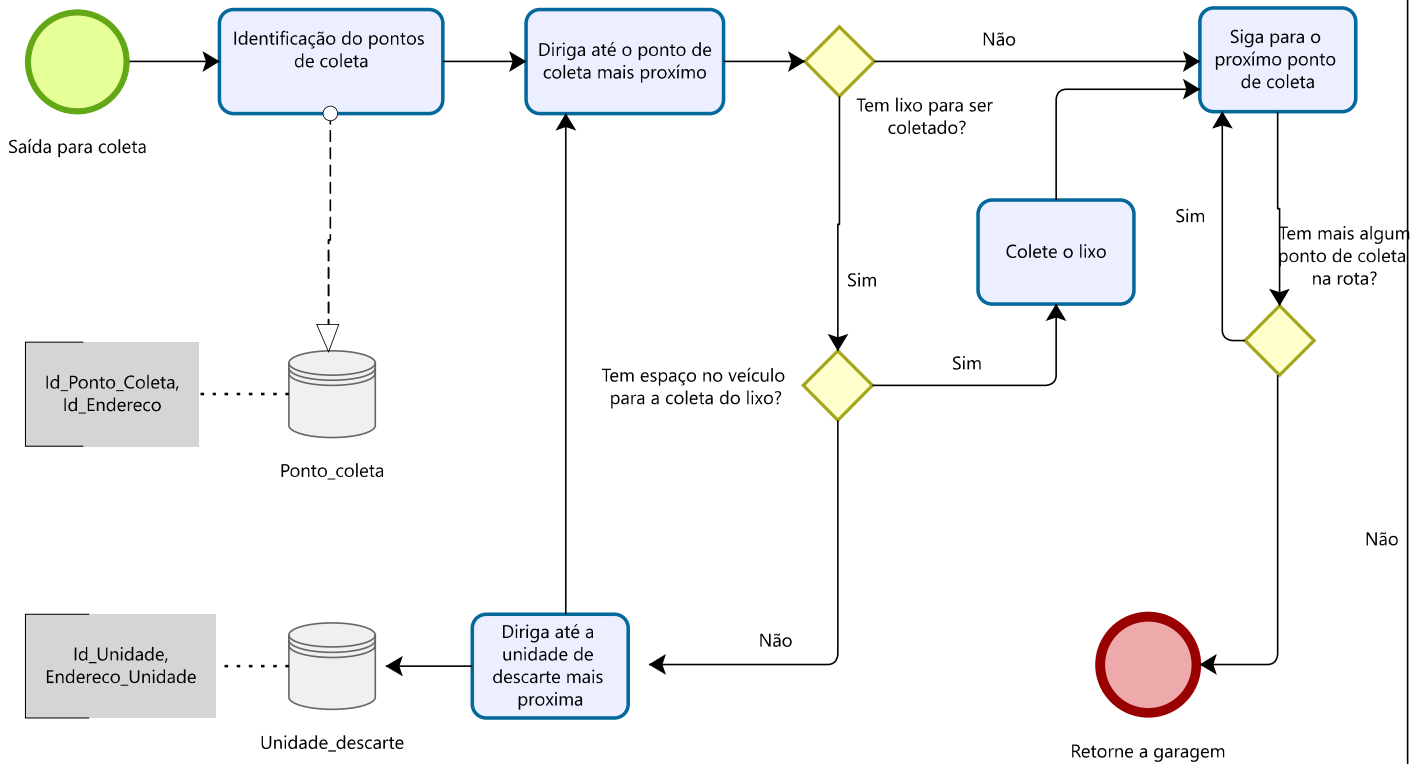 Identificação do pontos
de coleta
Diriga até o ponto de
coleta mais proxímo
Não
Siga para o
proxímo ponto
de coleta
Tem lixo para ser
coletado?
Saída para coleta
Sim
Tem mais algum
ponto de coleta
na rota?
Colete o lixo
Sim
Sim
Tem espaço no veículo
para a coleta do lixo?
Id_Ponto_Coleta,
Id_Endereco
Ponto_coleta
Não
Não
Diriga até a
unidade de
descarte mais
proxima
Id_Unidade,
Endereco_Unidade
Unidade_descarte
Retorne a garagem